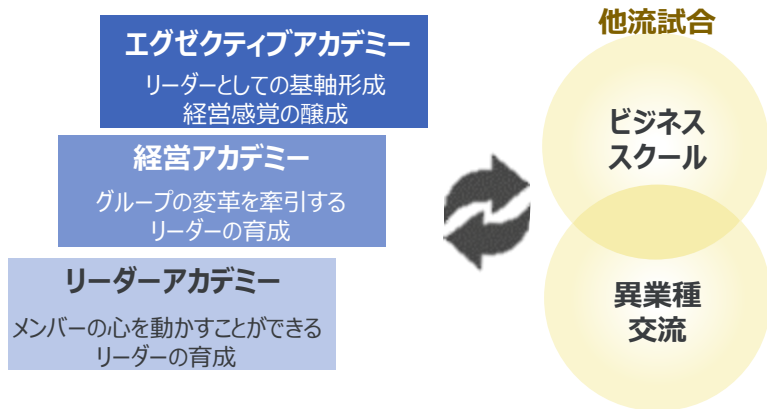 エグゼクティブアカデミー
リーダーとしての基軸形成
経営感覚の醸成
経営アカデミー
グループの変革を牽引する
リーダーの育成
リーダーアカデミー
メンバーの心を動かすことができる
リーダーの育成
他流試合
ビジネス
スクール
異業種
交流